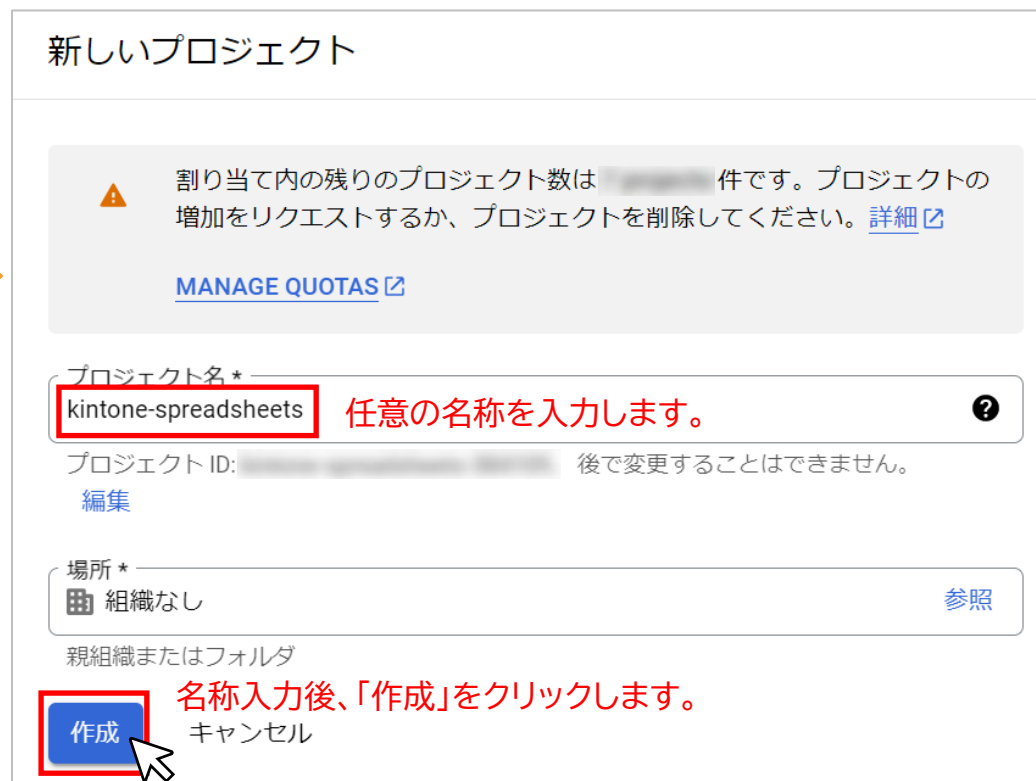 新しいプロジェクト
割り当て内の残りのプロジェクト数は 件です。プロジェクトの
増加をリクエストするか、プロジェクトを削除してください。詳細
MANAGE QUOTAS
プロジェクト名 *
kintone-spreadsheets 任意の名称を入力します。
プロジェクト ID: 後で変更することはできません。
編集
場所 *
組織なし 参照
親組織またはフォルダ
名称入力後、「作成」をクリックします。
作成 キャンセル